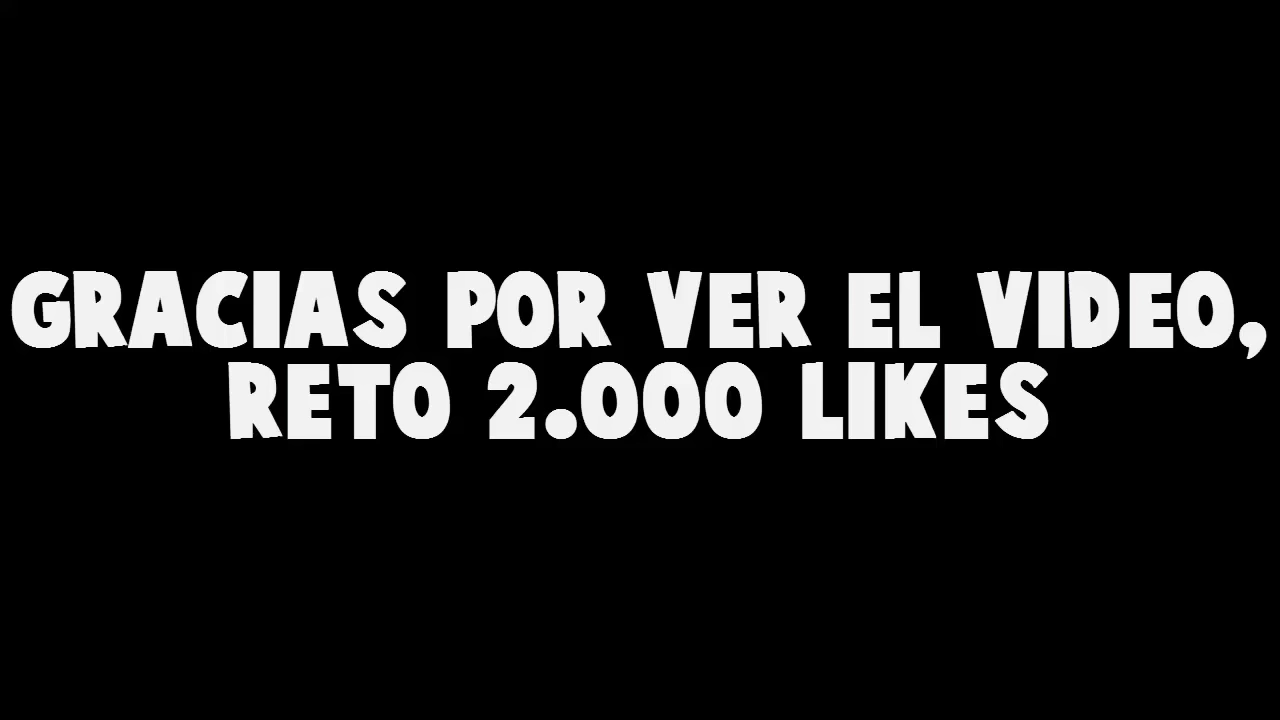 GRACIAS POR VER EL VIDEO,
RETO 2.000 LIKES